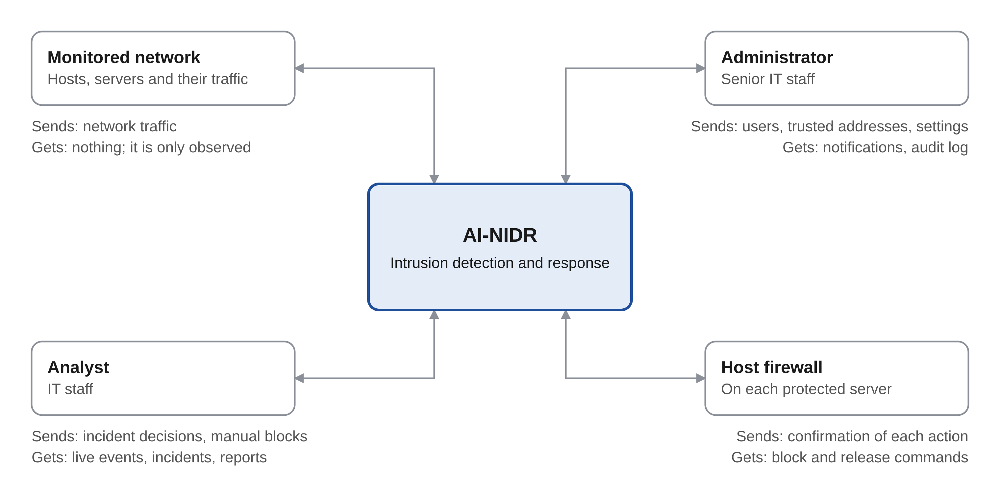 Monitored network
Hosts, servers and their traffic
Sends: network traffic
Gets: nothing; it is only observed
Administrator
Senior IT staff
Sends: users, trusted addresses, settings
Gets: notifications, audit log
AI-NIDR
Intrusion detection and response
Analyst
IT staff
Sends: incident decisions, manual blocks
Gets: live events, incidents, reports
Host firewall
On each protected server
Sends: confirmation of each action
Gets: block and release commands